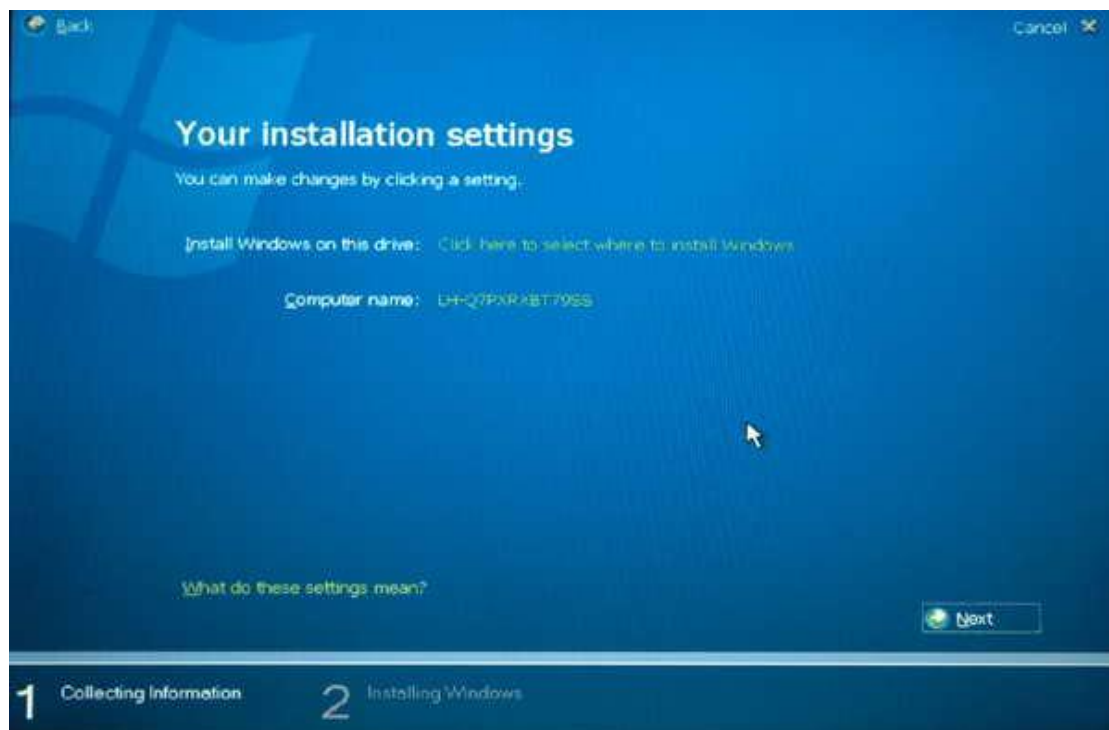 Back
Cancel
Your installation settings
You can make changes by clicking a setting.
Install Windows on this drive: Click here to select where to install Windows
Computer name:
What do these settings mean?
Next
1 Collecting Information 2 Installing Windows